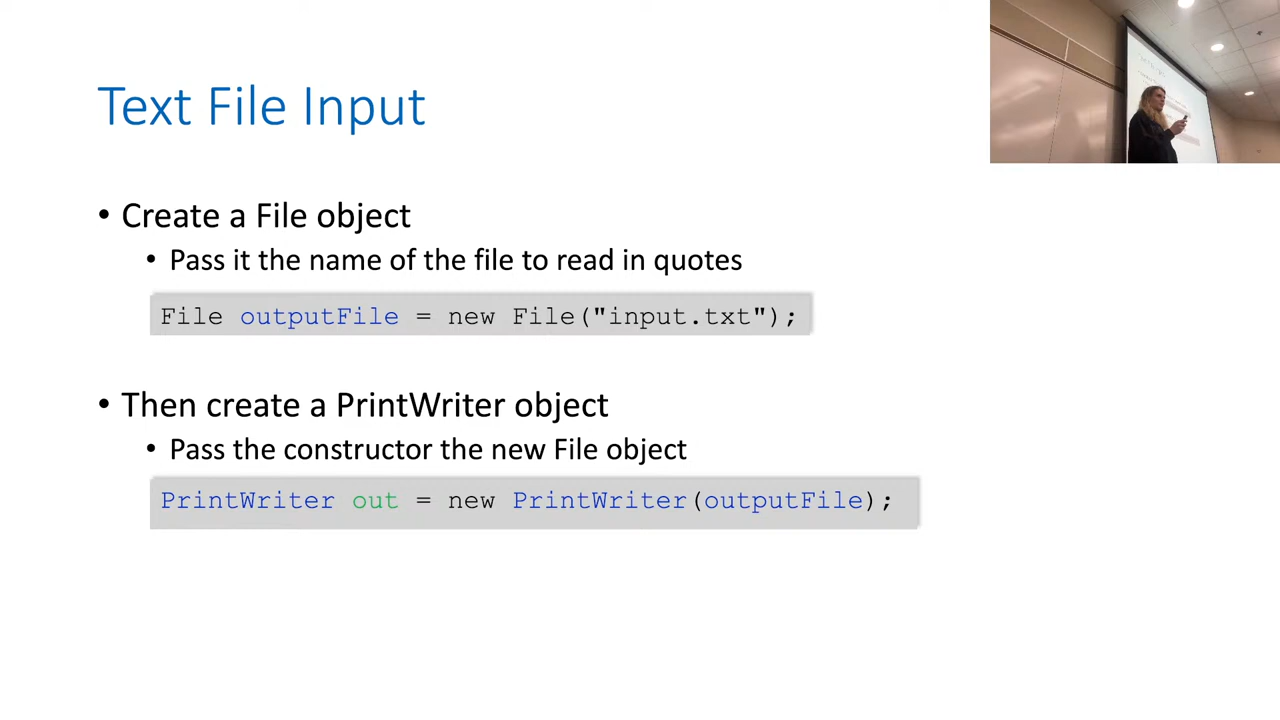 Text File Input
• Create a File object
• Pass it the name of the file to read in quotes
File outputFile = new File("input.txt");
• Then create a PrintWriter object
• Pass the constructor the new File object
PrintWriter out = new PrintWriter(outputFile);